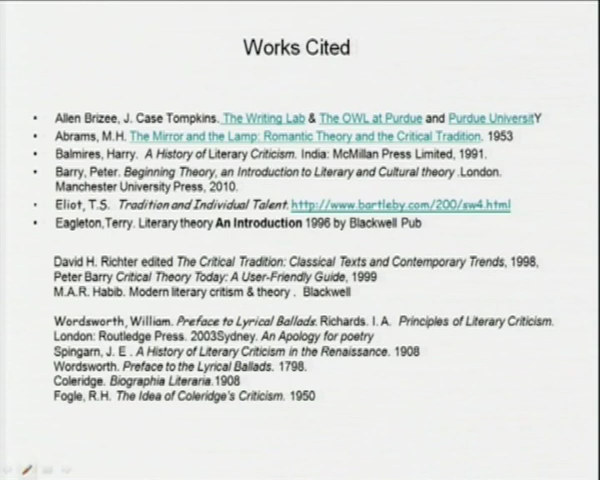 Works Cited
• Allen Brizee, J. Case Tompkins. The Writing Lab & The OWL at Purdue and Purdue UniversitY
• Abrams, M.H. The Mirror and the Lamp: Romantic Theory and the Critical Tradition. 1953
• Balmires, Harry. A History of Literary Criticism. India: McMillan Press Limited, 1991.
• Barry, Peter. Beginning Theory, an Introduction to Literary and Cultural theory .London.
Manchester University Press, 2010.
• Eliot, T.S. Tradition and Individual Talent. http://www.bartleby.com/200/sw4.html
• Eagleton,Terry. Literary theory An Introduction 1996 by Blackwell Pub
David H. Richter edited The Critical Tradition: Classical Texts and Contemporary Trends, 1998,
Peter Barry Critical Theory Today: A User-Friendly Guide, 1999
M.A.R. Habib. Modern literary critism & theory . Blackwell
Wordsworth, William. Preface to Lyrical Ballads. Richards. I.A. Principles of Literary Criticism.
London: Routledge Press. 2003Sydney. An Apology for poetry
Spingarn, J. E . A History of Literary Criticism in the Renaissance. 1908
Wordsworth. Preface to the Lyrical Ballads. 1798.
Coleridge. Biographia Literaria.1908
Fogle, R.H. The Idea of Coleridge's Criticism. 1950